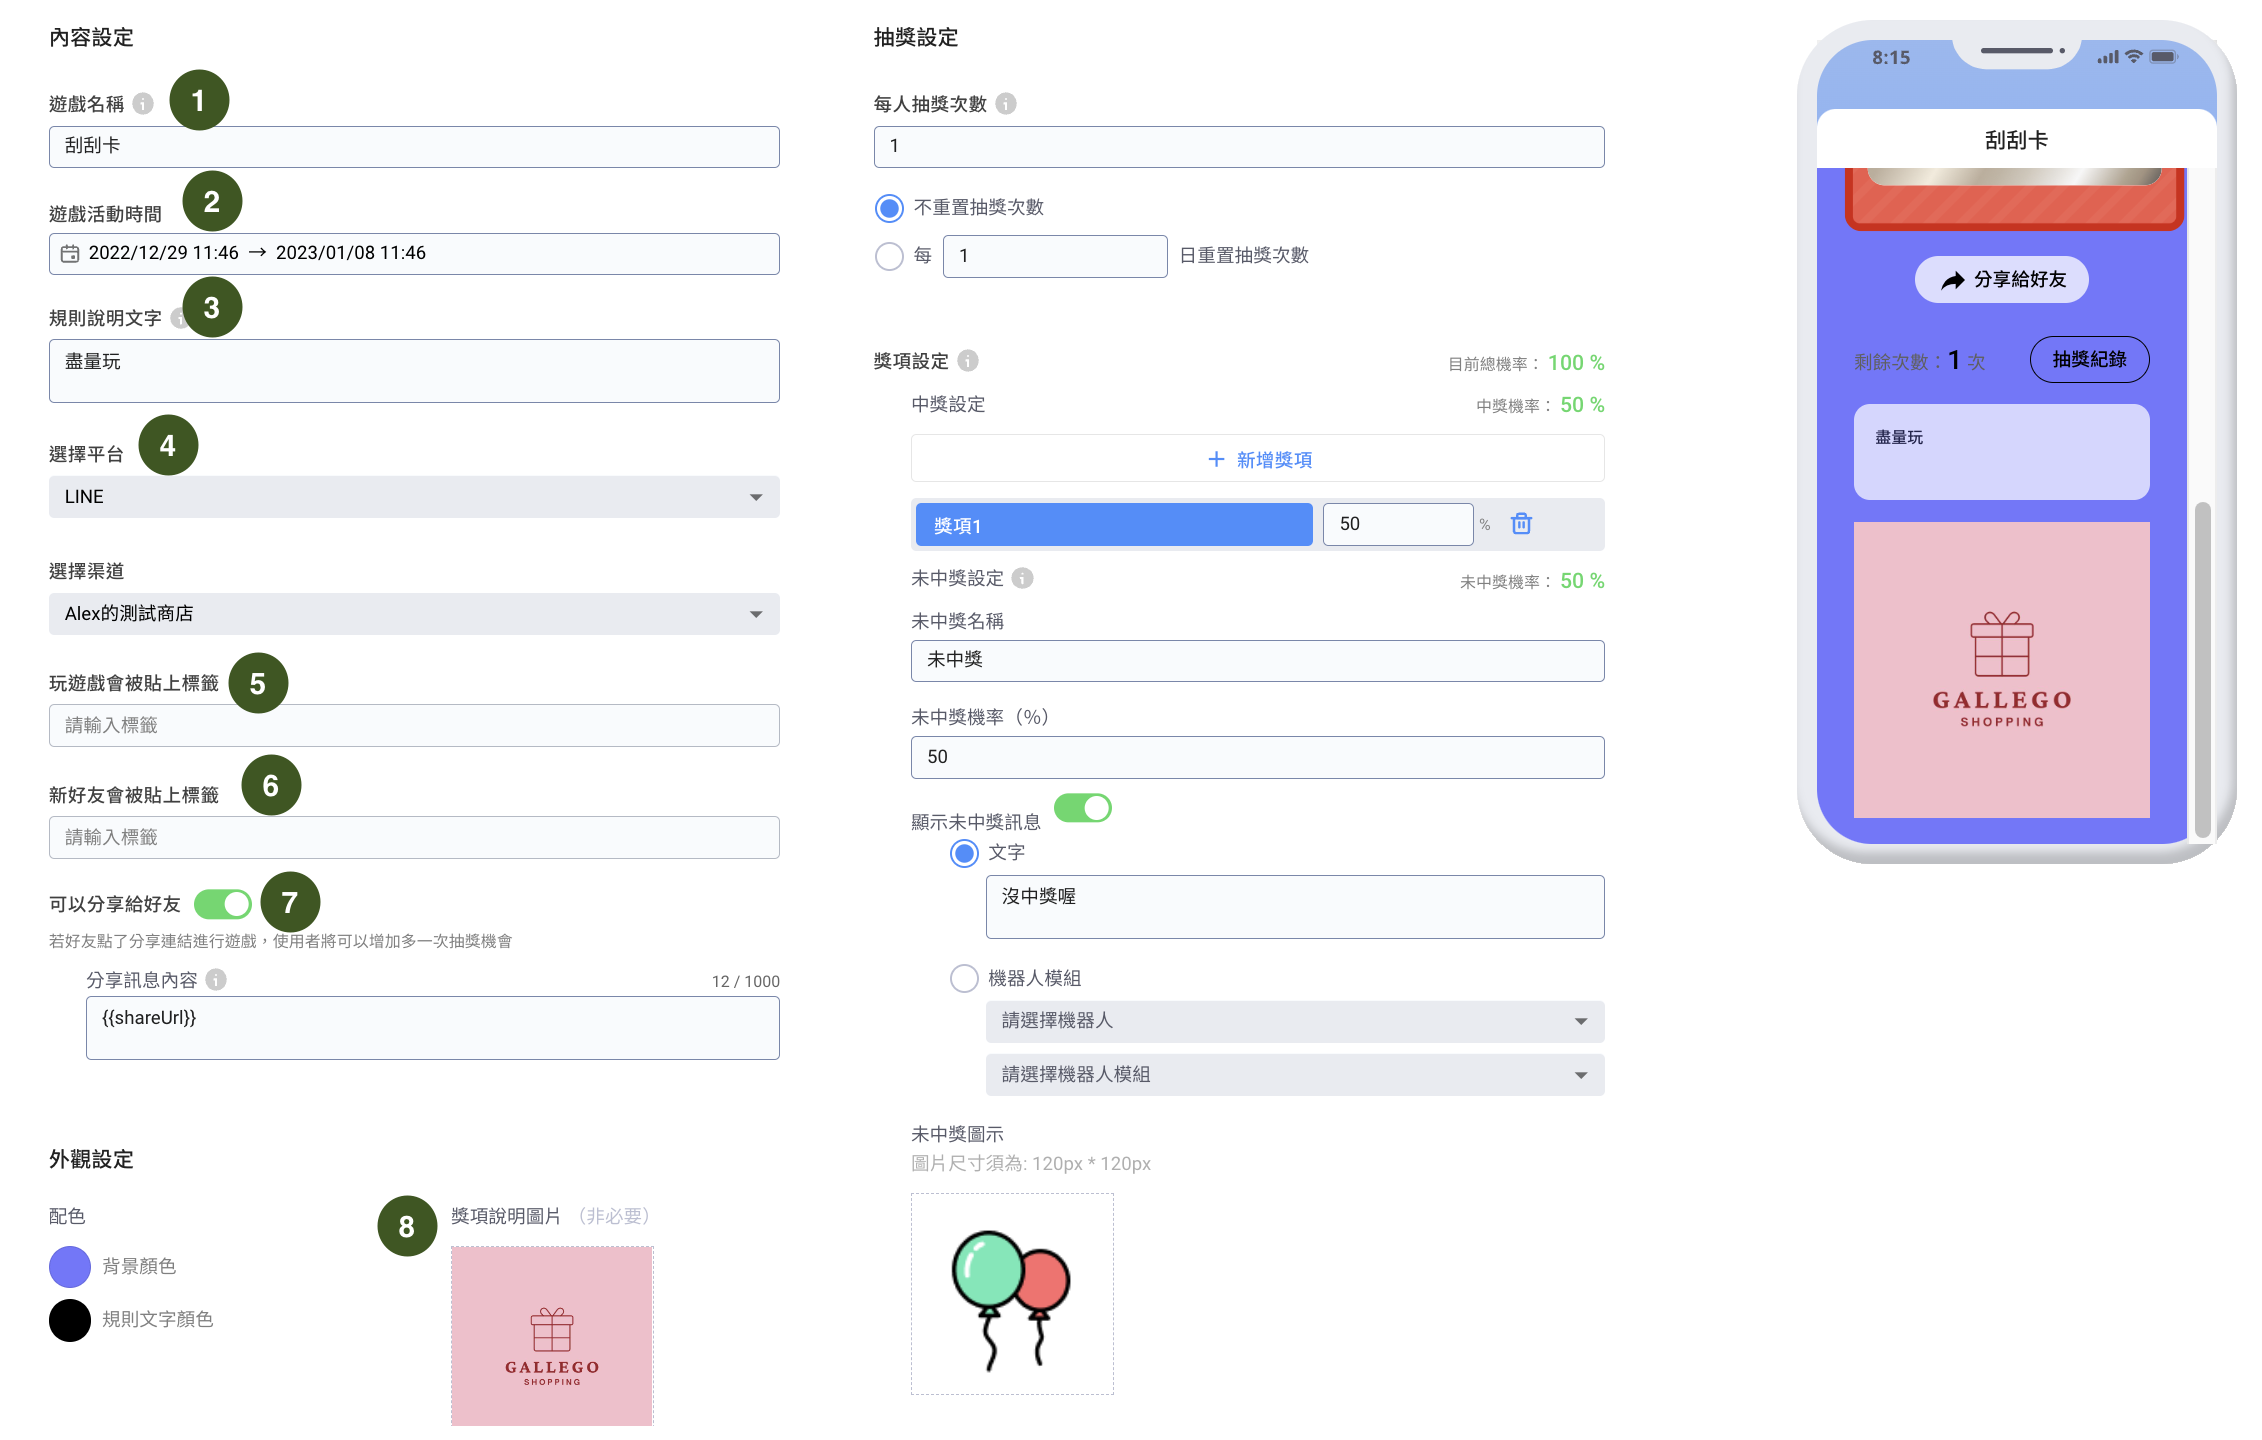 內容設定
遊戲名稱
1
刮刮卡
2
遊戲活動時間
2022/12/29 11:46 → 2023/01/08 11:46
規則說明文字
3
盡量玩
4
選擇平台
LINE
選擇渠道
Alex的測試商店
玩遊戲會被貼上標籤
5
請輸入標籤
新好友會被貼上標籤
6
請輸入標籤
可以分享給好友
7
若好友點了分享連結進行遊戲，使用者將可以增加多一次抽獎機會
分享訊息內容
12 / 1000
{{shareUrl}}
外觀設定
配色
背景顏色
規則文字顏色
8
獎項說明圖片 （非必要）
GALLEGO
SHOPPING
抽獎設定
每人抽獎次數
1
不重置抽獎次數
每 1 日重置抽獎次數
獎項設定
目前總機率： 100 %
中獎設定
中獎機率： 50 %
+ 新增獎項
獎項1
50 %
未中獎設定
未中獎機率： 50 %
未中獎名稱
未中獎
未中獎機率（%）
50
顯示未中獎訊息
文字
沒中獎喔
機器人模組
請選擇機器人
請選擇機器人模組
未中獎圖示
圖片尺寸須為: 120px * 120px
8:15
刮刮卡
分享給好友
剩餘次數：1 次
抽獎紀錄
盡量玩
GALLEGO
SHOPPING